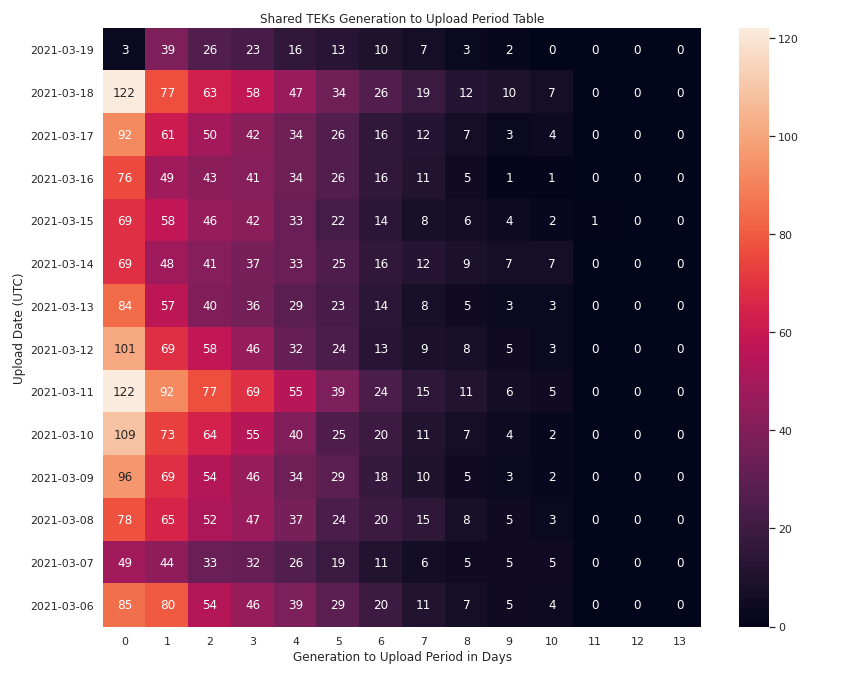 Shared TEKs Generation to Upload Period Table
Upload Date (UTC)
2021-03-19 3 39 26 23 16 13 10 7 3 2 0 0 0 0
2021-03-18 122 77 63 58 47 34 26 19 12 10 7 0 0 0
2021-03-17 92 61 50 42 34 26 16 12 7 3 4 0 0 0
2021-03-16 76 49 43 41 34 26 16 11 5 1 1 0 0 0
2021-03-15 69 58 46 42 33 22 14 8 6 4 2 1 0 0
2021-03-14 69 48 41 37 33 25 16 12 9 7 7 0 0 0
2021-03-13 84 57 40 36 29 23 14 8 5 3 3 0 0 0
2021-03-12 101 69 58 46 32 24 13 9 8 5 3 0 0 0
2021-03-11 122 92 77 69 55 39 24 15 11 6 5 0 0 0
2021-03-10 109 73 64 55 40 25 20 11 7 4 2 0 0 0
2021-03-09 96 69 54 46 34 29 18 10 5 3 2 0 0 0
2021-03-08 78 65 52 47 37 24 20 15 8 5 3 0 0 0
2021-03-07 49 44 33 32 26 19 11 6 5 5 5 0 0 0
2021-03-06 85 80 54 46 39 29 20 11 7 5 4 0 0 0
0 1 2 3 4 5 6 7 8 9 10 11 12 13
Generation to Upload Period in Days
120
100
80
60
40
20
0